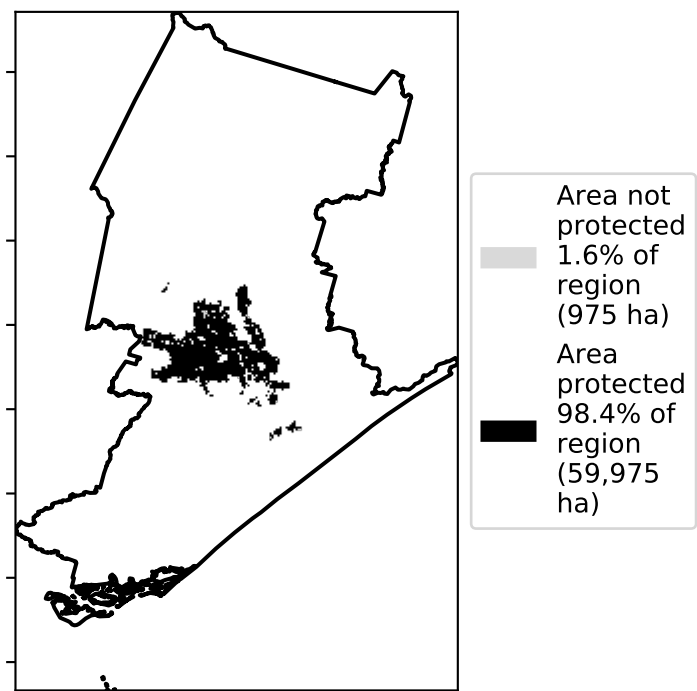 Area not
protected
1.6% of
region
(975 ha)
Area
protected
98.4% of
region
(59,975
ha)